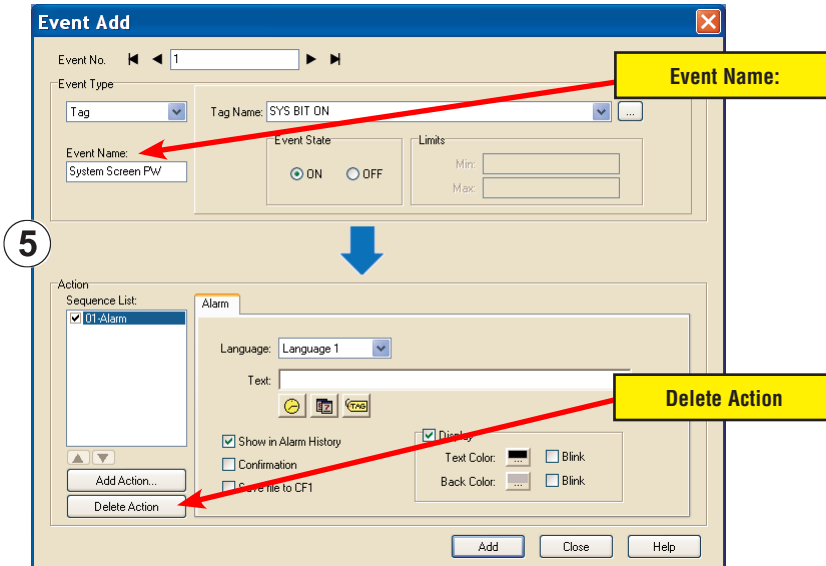 Event Add
Event No. 1
Event Name:
Event Type
Tag
Tag Name: SYS BIT ON ...
Event Name:
System Screen PW
Event State
ON OFF
Limits
Min:
Max:
5
Action
Sequence List:
01-Alarm
Alarm
Language: Language 1
Text:
TAG
Delete Action
Show in Alarm History
Confirmation
Save file to CF1
Display
Text Color: ... Blink
Back Color: ... Blink
Add Action...
Delete Action
Add Close Help